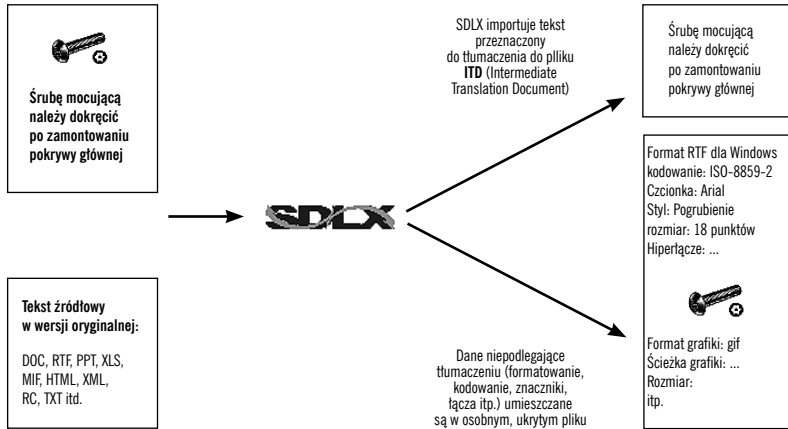 Śrubę mocującą
należy dokręcić
po zamontowaniu
pokrywy głównej
Tekst źródłowy
w wersji oryginalnej:
DOC, RTF, PPT, XLS,
MIF, HTML, XML,
RC, TXT itd.
SDLX
SDLX importuje tekst
przeznaczony
do tłumaczenia do plliku
ITD (Intermediate
Translation Document)
Dane niepodlegające
tłumaczeniu (formatowanie,
kodowanie, znaczniki,
łącza itp.) umieszczane
są w osobnym, ukrytym pliku
Śrubę mocującą
należy dokręcić
po zamontowaniu
pokrywy głównej
Format RTF dla Windows
kodowanie: ISO-8859-2
Czcionka: Arial
Styl: Pogrubienie
rozmiar: 18 punktów
Hiperłącze: ...
Format grafiki: gif
Ścieżka grafiki: ...
Rozmiar:
itp.